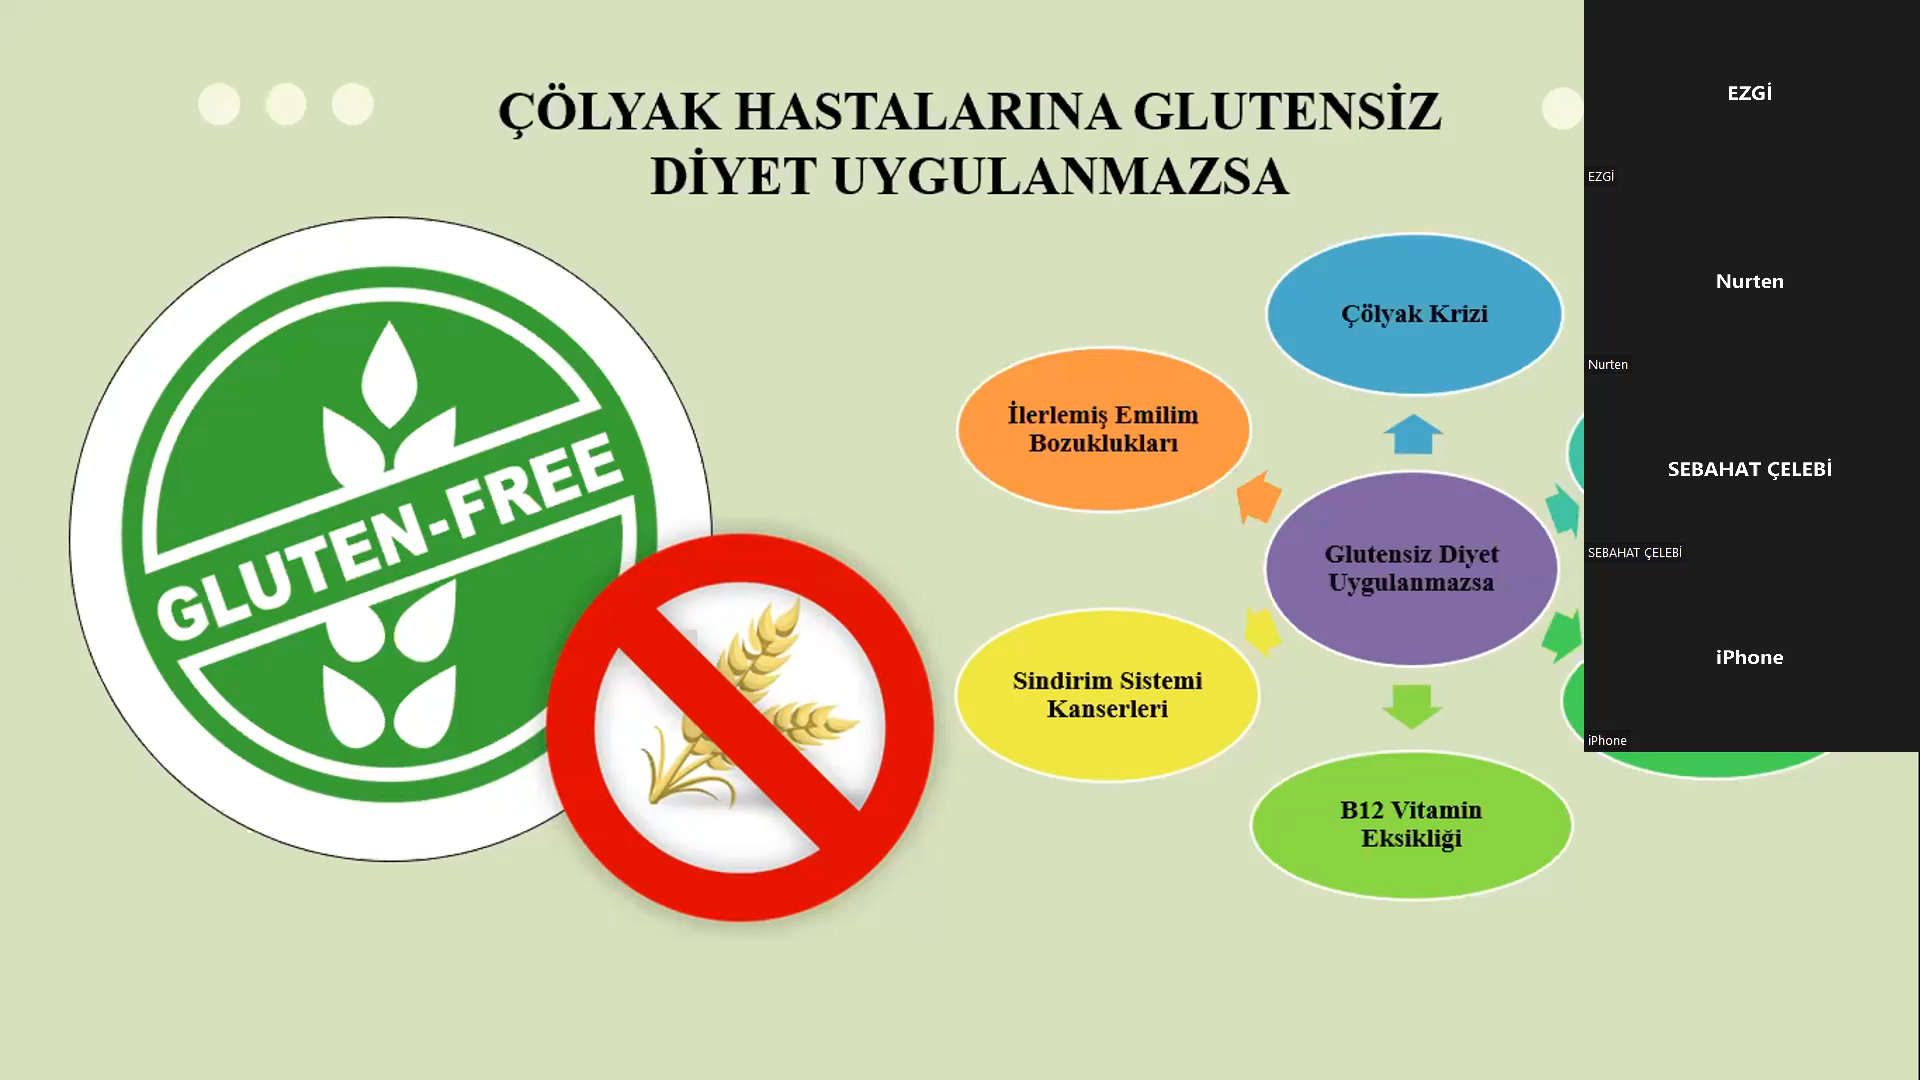 ÇÖLYAK HASTALARINA GLUTENSİZ
DİYET UYGULANMAZSA
GLUTEN-FREE
Çölyak Krizi
İlerlemiş Emilim
Bozuklukları
Glutensiz Diyet
Uygulanmazsa
Sindirim Sistemi
Kanserleri
B12 Vitamin
Eksikliği
EZGİ
EZGİ
Nurten
Nurten
SEBAHAT ÇELEBİ
SEBAHAT ÇELEBİ
iPhone
iPhone